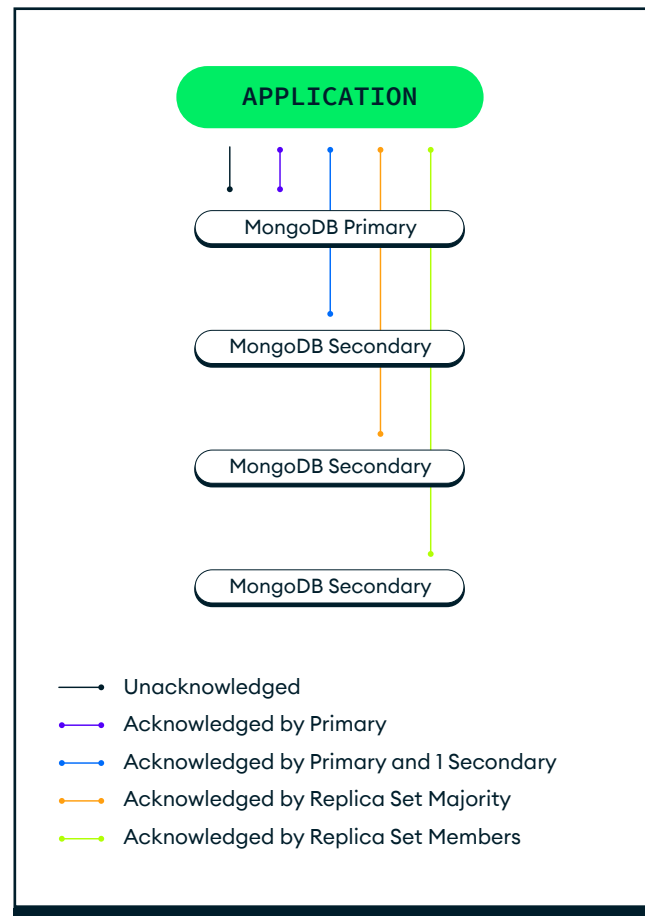 APPLICATION
MongoDB Primary
MongoDB Secondary
MongoDB Secondary
MongoDB Secondary
Unacknowledged
Acknowledged by Primary
Acknowledged by Primary and 1 Secondary
Acknowledged by Replica Set Majority
Acknowledged by Replica Set Members